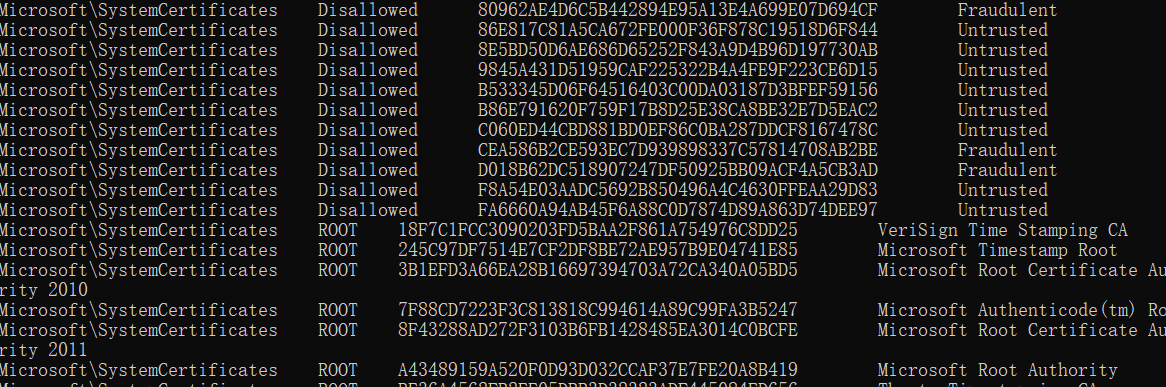 Microsoft\SystemCertificates Disallowed 80962AE4D6C5B442894E95A13E4A699E07D694CF Fraudulent
Microsoft\SystemCertificates Disallowed 86E817C81A5CA672FE000F36F878C19518D6F844 Untrusted
Microsoft\SystemCertificates Disallowed 8E5BD50D6AE686D65252F843A9D4B96D197730AB Untrusted
Microsoft\SystemCertificates Disallowed 9845A431D51959CAF225322B4A4FE9F223CE6D15 Untrusted
Microsoft\SystemCertificates Disallowed B533345D06F64516403C00DA03187D3BFEF59156 Untrusted
Microsoft\SystemCertificates Disallowed B86E791620F759F17B8D25E38CA8BE32E7D5EAC2 Untrusted
Microsoft\SystemCertificates Disallowed C060ED44CBD881BD0EF86C0BA287DDCF8167478C Untrusted
Microsoft\SystemCertificates Disallowed CEA586B2CE593EC7D939898337C57814708AB2BE Fraudulent
Microsoft\SystemCertificates Disallowed D018B62DC518907247DF50925BB09ACF4A5CB3AD Fraudulent
Microsoft\SystemCertificates Disallowed F8A54E03AADC5692B850496A4C4630FFEAA29D83 Untrusted
Microsoft\SystemCertificates Disallowed FA6660A94AB45F6A88C0D7874D89A863D74DEE97 Untrusted
Microsoft\SystemCertificates ROOT 18F7C1FCC3090203FD5BAA2F861A754976C8DD25 VeriSign Time Stamping CA
Microsoft\SystemCertificates ROOT 245C97DF7514E7CF2DF8BE72AE957B9E04741E85 Microsoft Timestamp Root
Microsoft\SystemCertificates ROOT 3B1EFD3A66EA28B16697394703A72CA340A05BD5 Microsoft Root Certificate Au
rity 2010
Microsoft\SystemCertificates ROOT 7F88CD7223F3C813818C994614A89C99FA3B5247 Microsoft Authenticode(tm) Ro
Microsoft\SystemCertificates ROOT 8F43288AD272F3103B6FB1428485EA3014C0BCFE Microsoft Root Certificate Au
rity 2011
Microsoft\SystemCertificates ROOT A43489159A520F0D93D032CCAF37E7FE20A8B419 Microsoft Root Authority
Microsoft\SystemCertificates ROOT